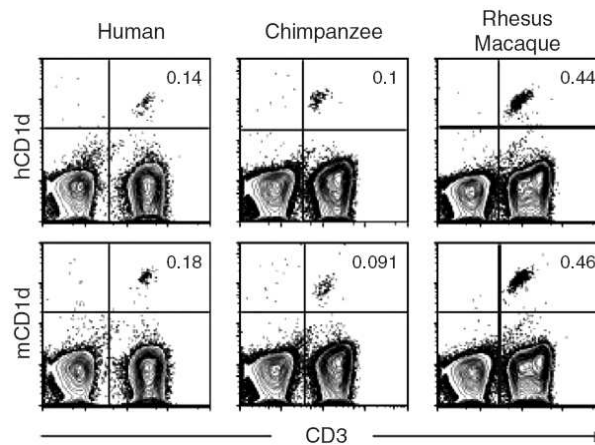 Human
Chimpanzee
Rhesus
Macaque
hCD1d
0.14
0.1
0.44
mCD1d
0.18
0.091
0.46
CD3